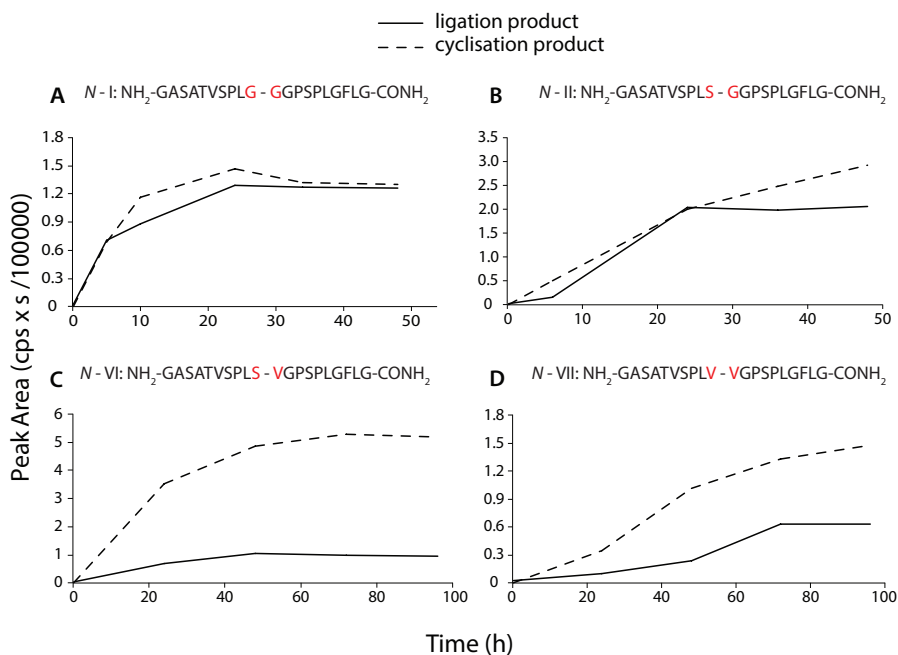 ligation product
cyclisation product
A N - I: NH2-GASATVSPLG - GGPSPLGFLG-CONH2
B N - II: NH2-GASATVSPLS - GGPSPLGFLG-CONH2
1.8
1.5
1.2
0.9
0.6
0.3
0
0 10 20 30 40 50
3.5
3.0
2.5
2.0
1.5
1.0
0.5
0
0 10 20 30 40 50
Peak Area (cps x s /100000)
C N - VI: NH2-GASATVSPLS - VGPSPLGFLG-CONH2
D N - VII: NH2-GASATVSPLV - VGPSPLGFLG-CONH2
6
5
4
3
2
1
0
0 20 40 60 80 100
1.8
1.5
1.2
0.9
0.6
0.3
0
0 20 40 60 80 100
Time (h)